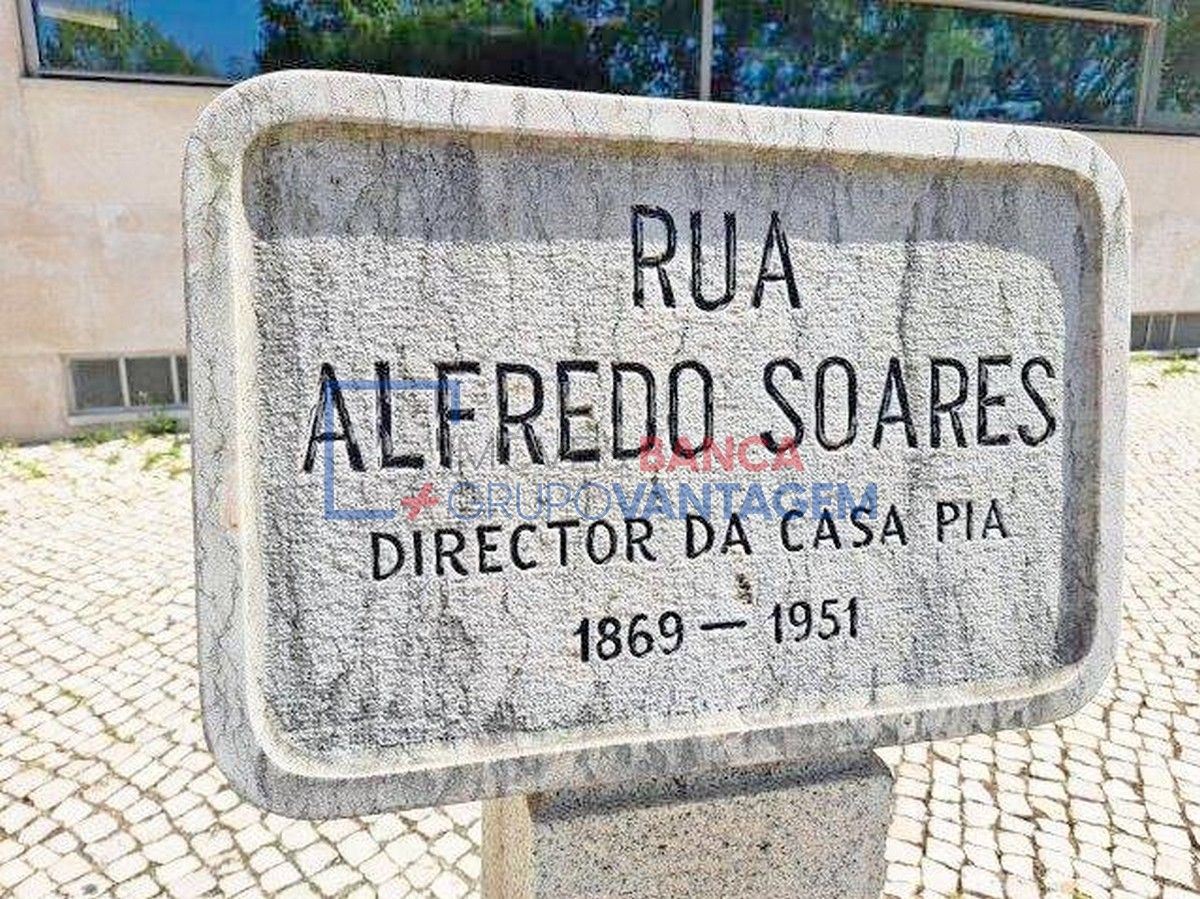 RUA
ALFREDO SOARES
BANCA
+GRUPOVANTAGEM
DIRECTOR DA CASA PIA
1869 — 1951